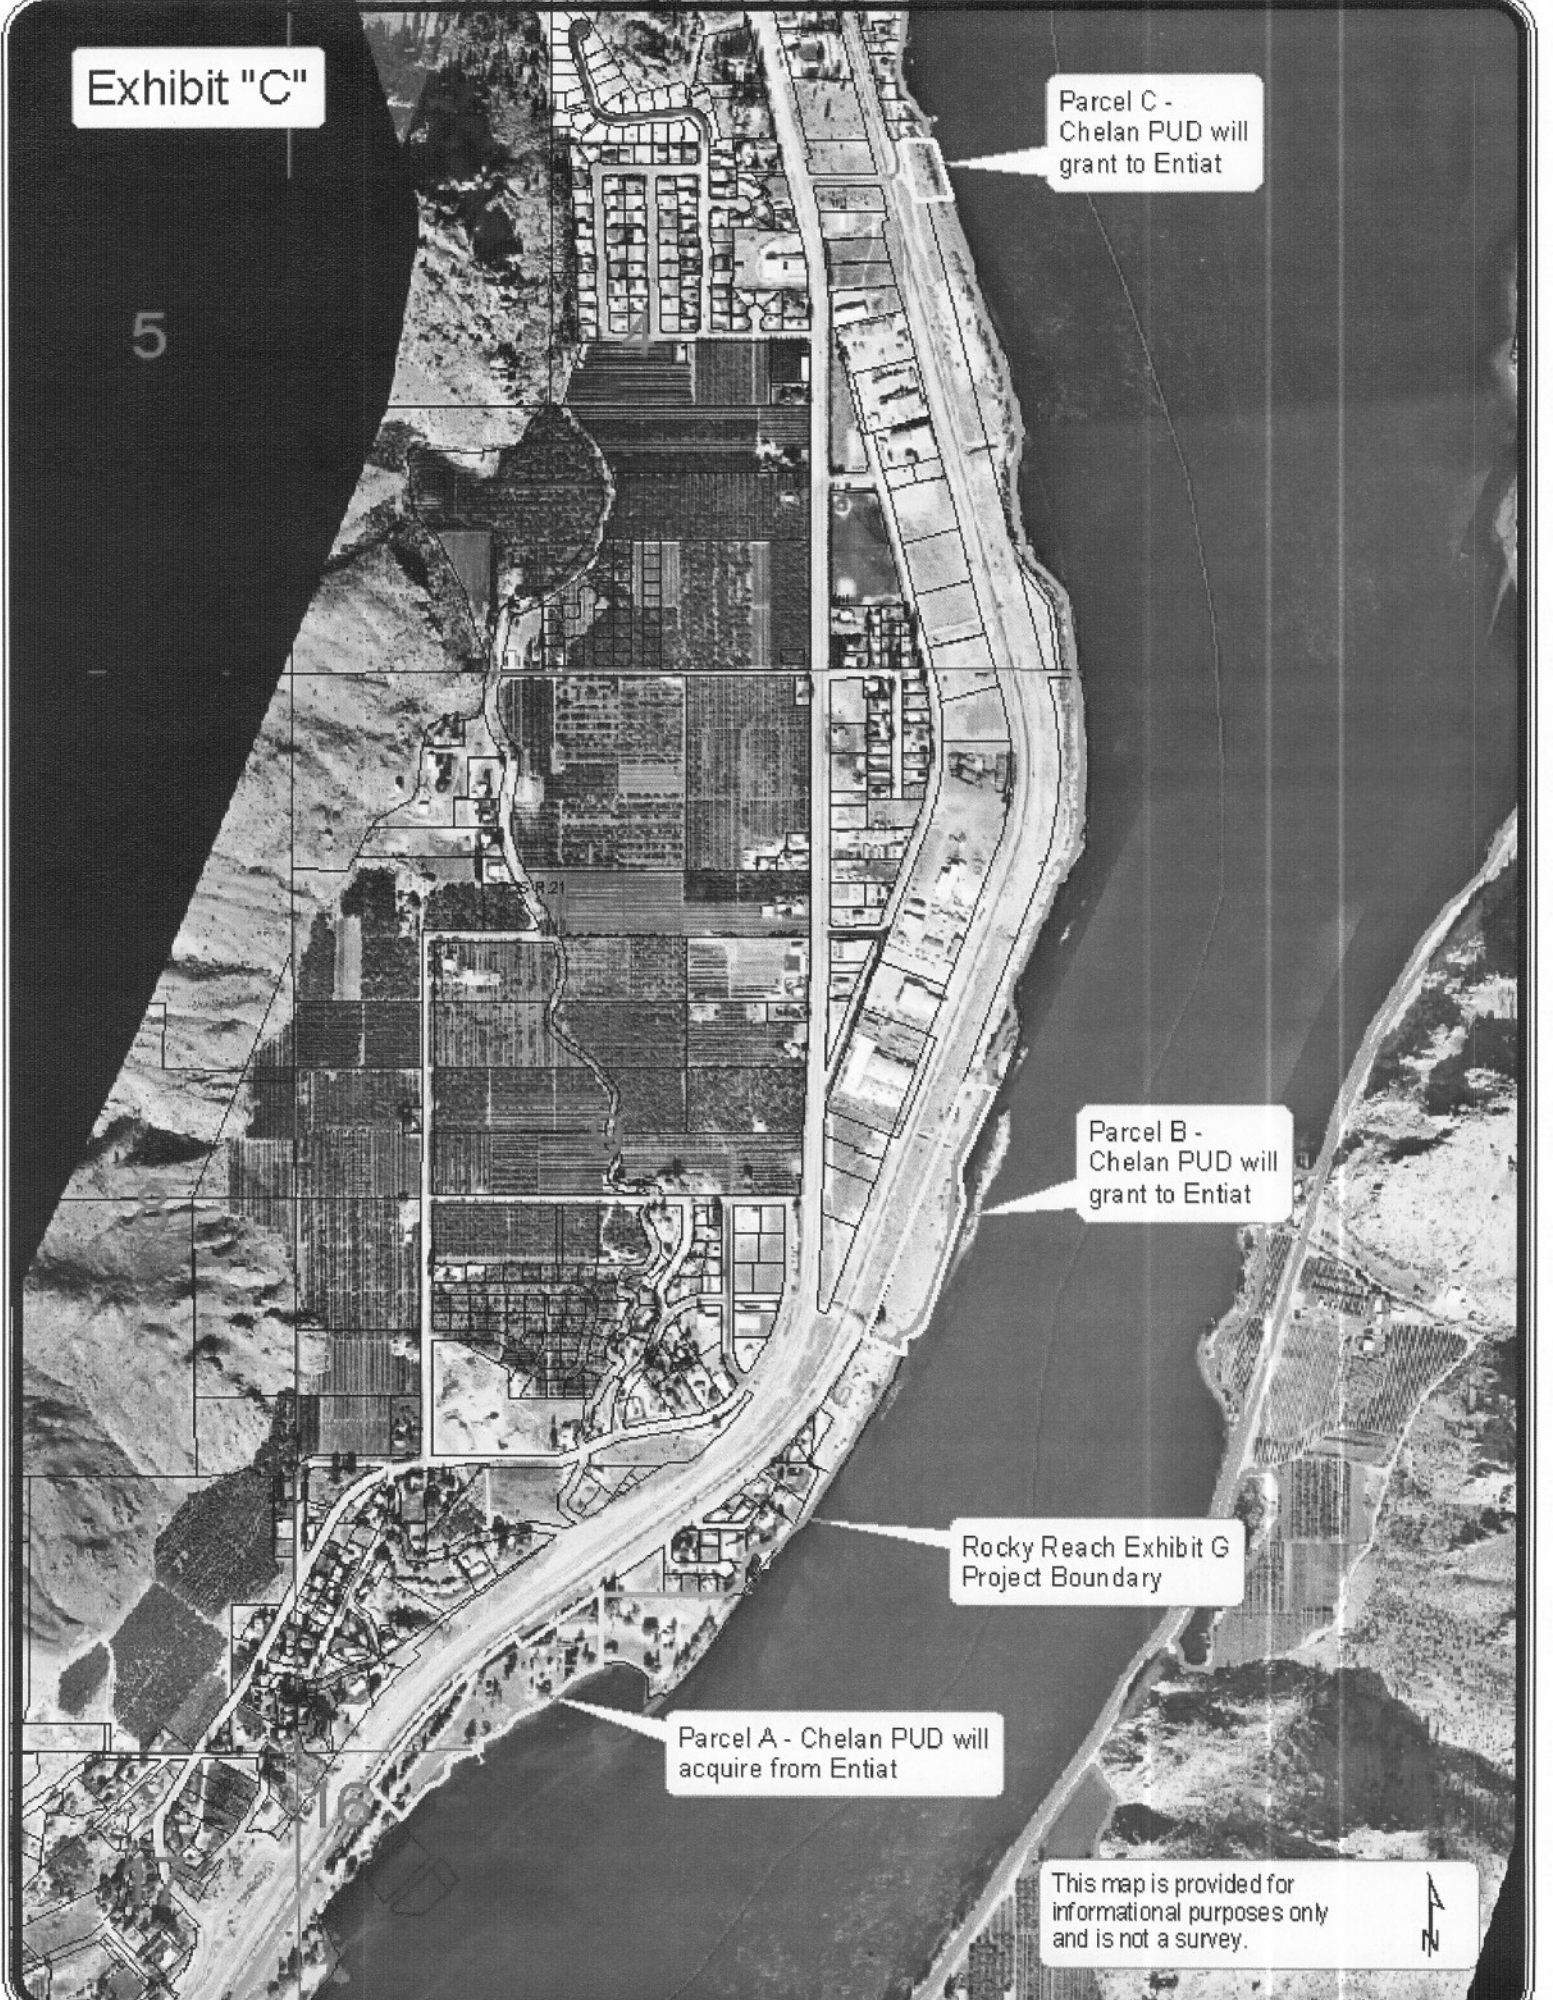 Exhibit "C"
Parcel C -
Chelan PUD will
grant to Entiat
5
4
Parcel B -
Chelan PUD will
grant to Entiat
8
Rocky Reach Exhibit G
Project Boundary
Parcel A - Chelan PUD will
acquire from Entiat
16
17
This map is provided for
informational purposes only
and is not a survey.
N